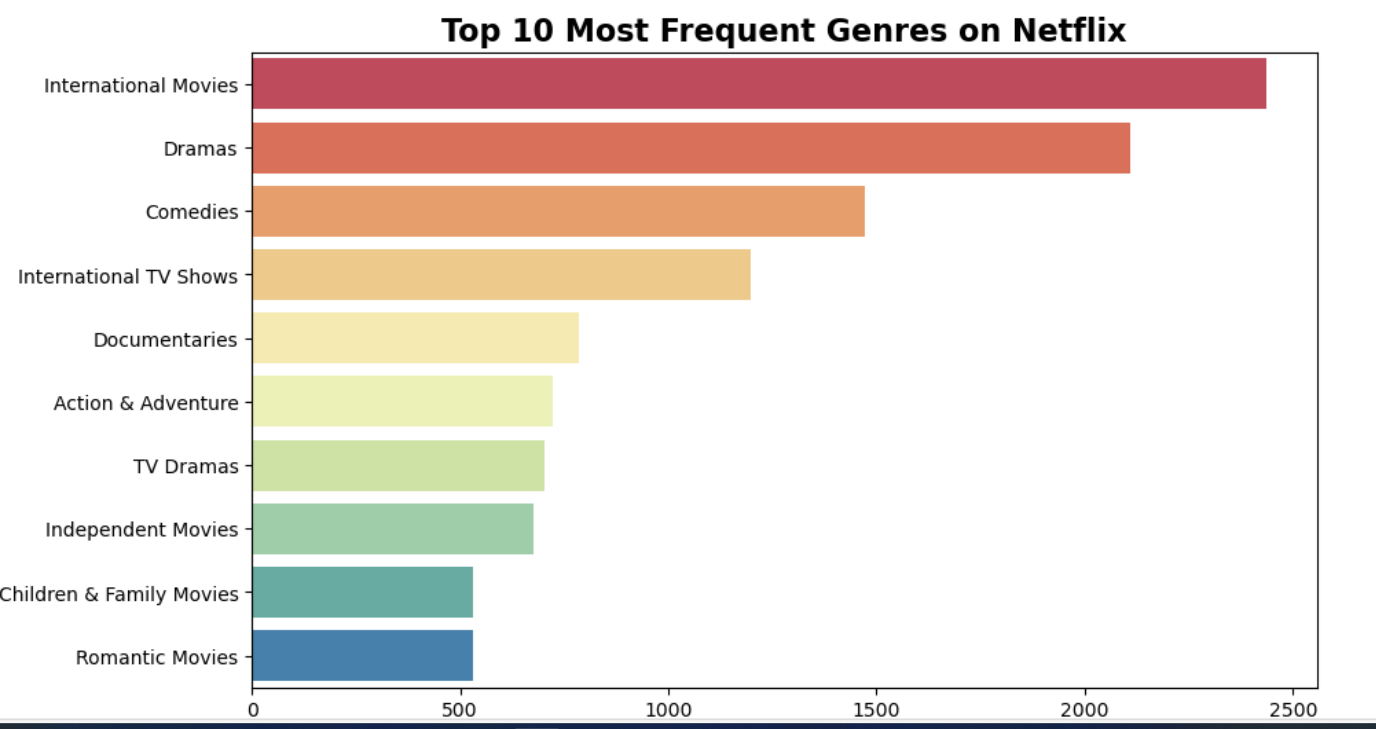 Top 10 Most Frequent Genres on Netflix
International Movies
Dramas
Comedies
International TV Shows
Documentaries
Action & Adventure
TV Dramas
Independent Movies
Children & Family Movies
Romantic Movies
0 500 1000 1500 2000 2500